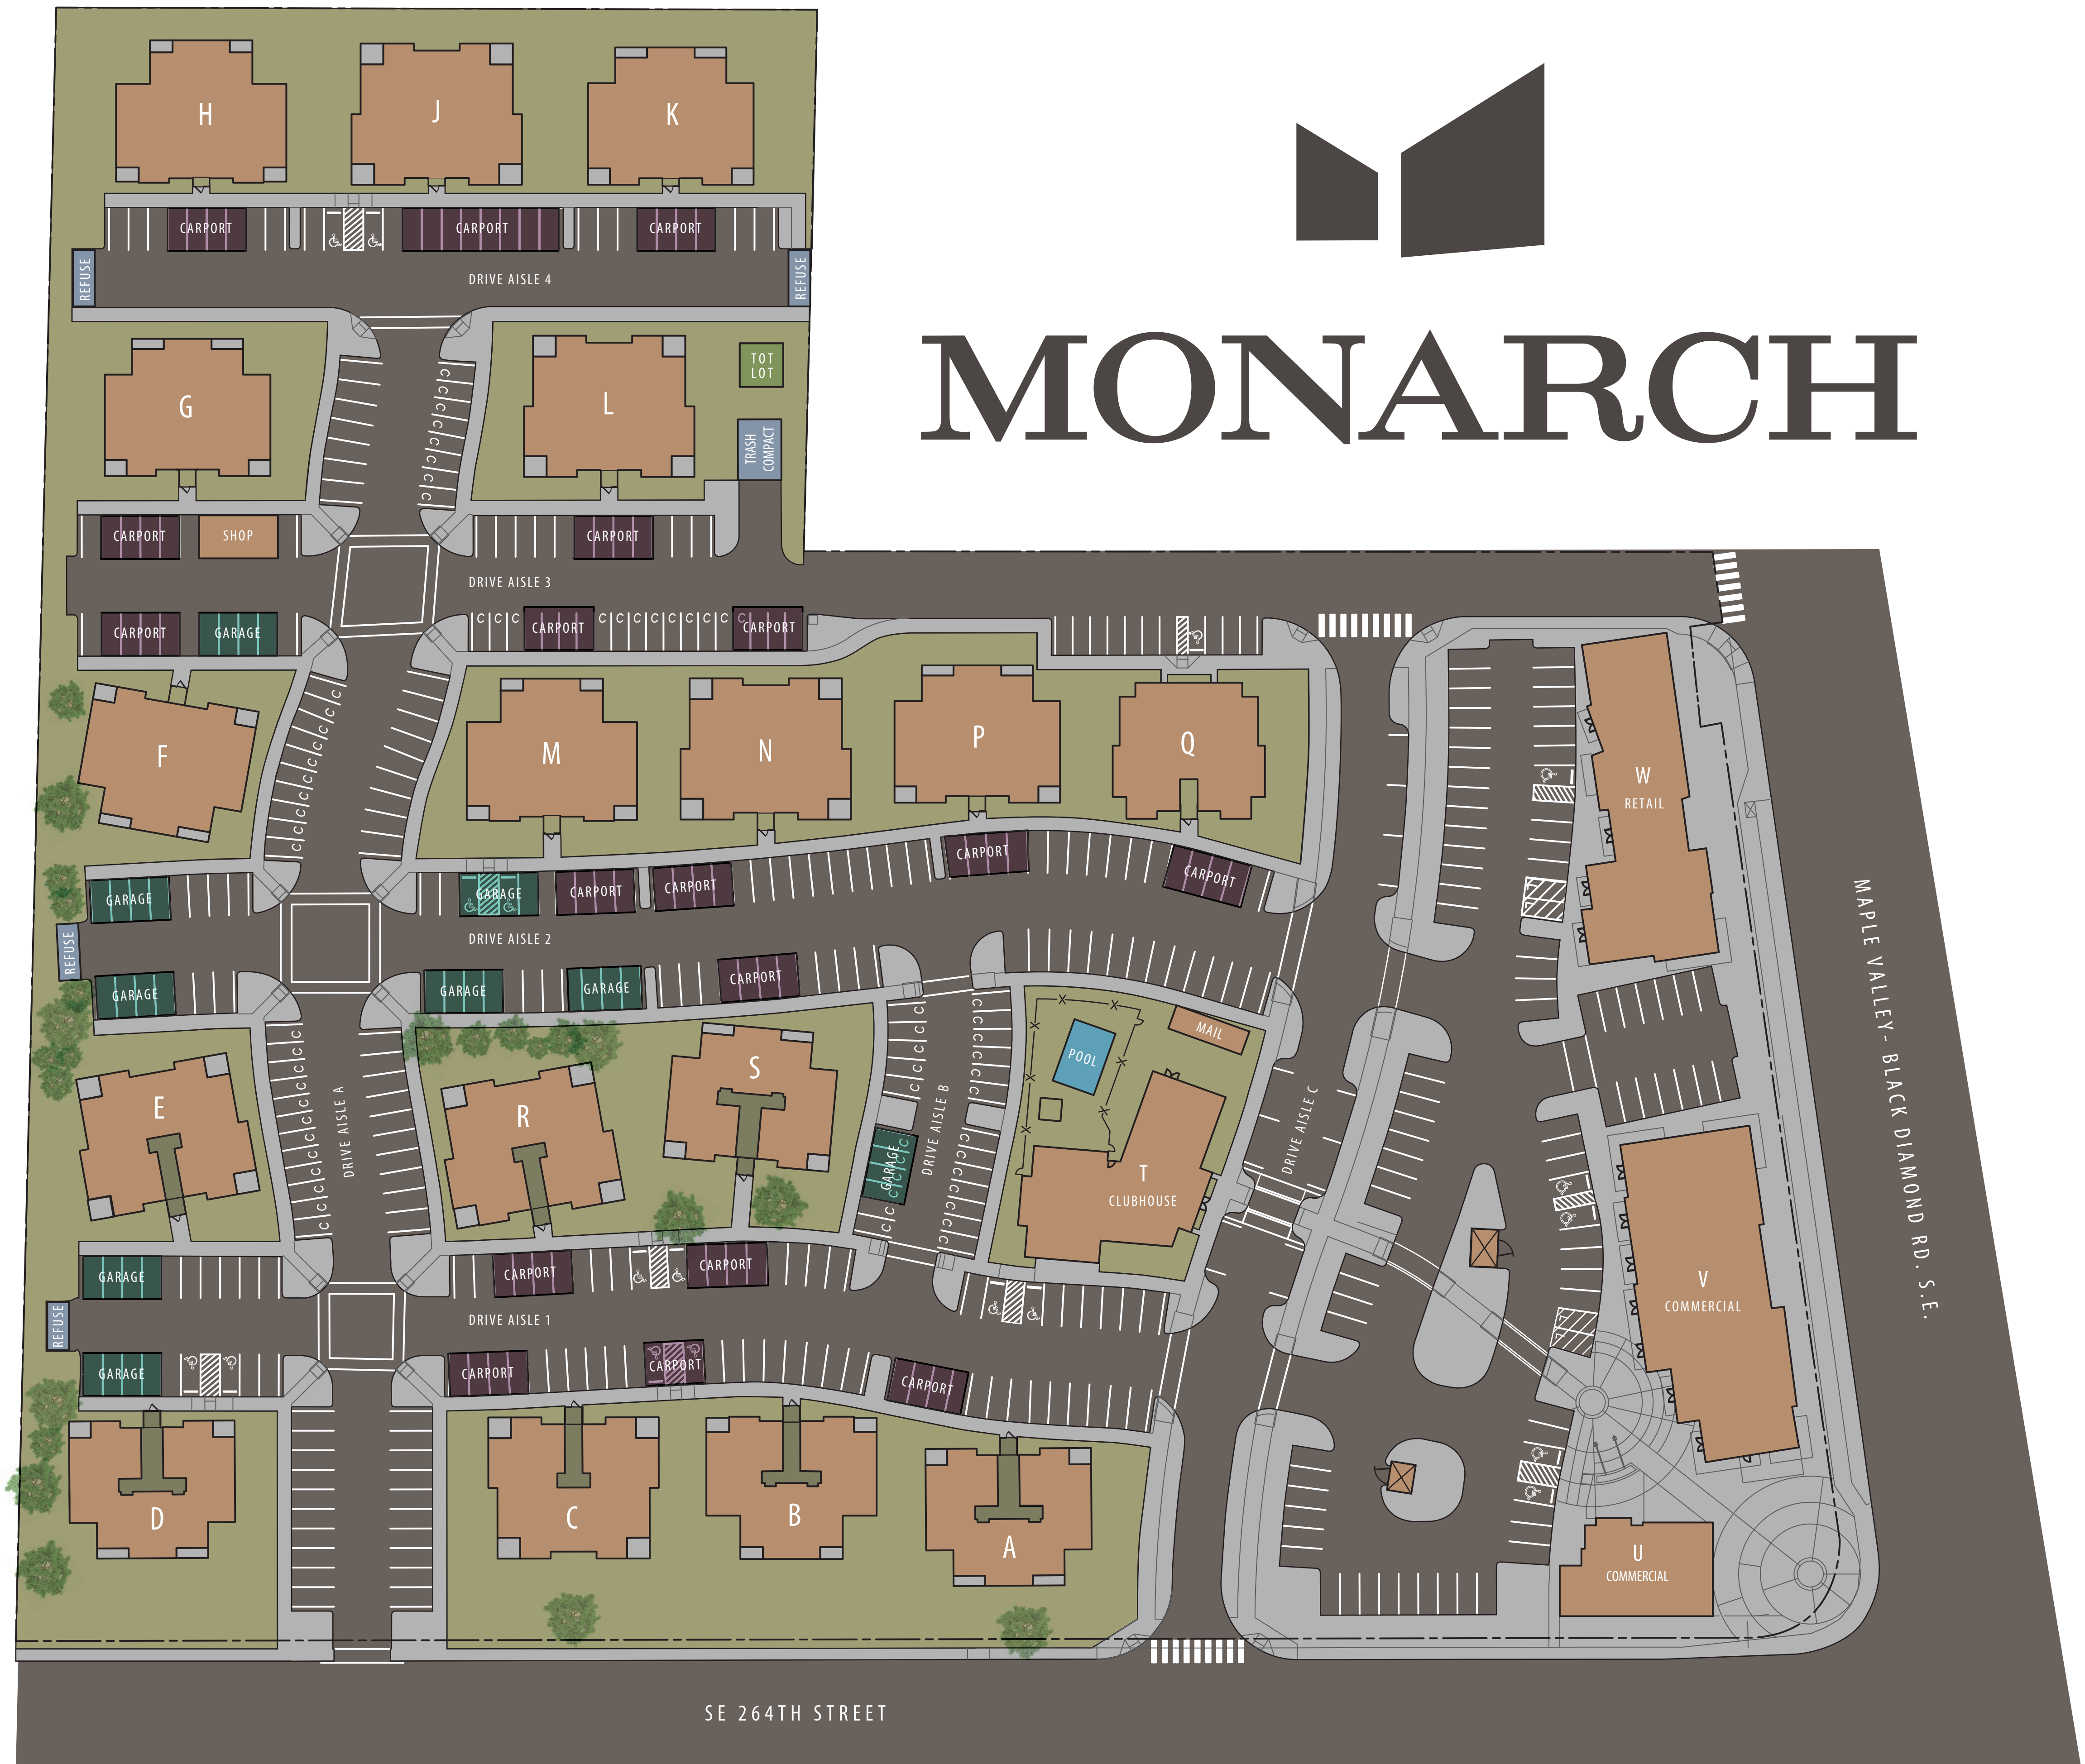 H
J
K
CARPORT
CARPORT
CARPORT
REFUSE
DRIVE AISLE 4
REFUSE
MONARCH
G
L
TOT
LOT
TRASH
COMPACT
C C C C C C C C
CARPORT
SHOP
CARPORT
DRIVE AISLE 3
CARPORT
GARAGE
C C C
CARPORT
C C C C C C C C
C
CARPORT
F
M
N
P
Q
W
RETAIL
C C C C C C C C C C
GARAGE
GARAGE
CARPORT
CARPORT
CARPORT
CARPORT
REFUSE
DRIVE AISLE 2
GARAGE
GARAGE
GARAGE
CARPORT
MAPLE VALLEY- BLACK DIAMOND RD. S.E.
MAIL
POOL
E
R
S
DRIVE AISLE A
C C C C C C C C C C C
DRIVE AISLE B
C C C C C
C C C C C C
GARAGE
C C C C
C C
C C C C C C
DRIVE AISLE C
T
CLUBHOUSE
V
COMMERCIAL
GARAGE
CARPORT
CARPORT
REFUSE
DRIVE AISLE 1
GARAGE
CARPORT
CARPORT
CARPORT
D
C
B
A
U
COMMERCIAL
SE 264TH STREET